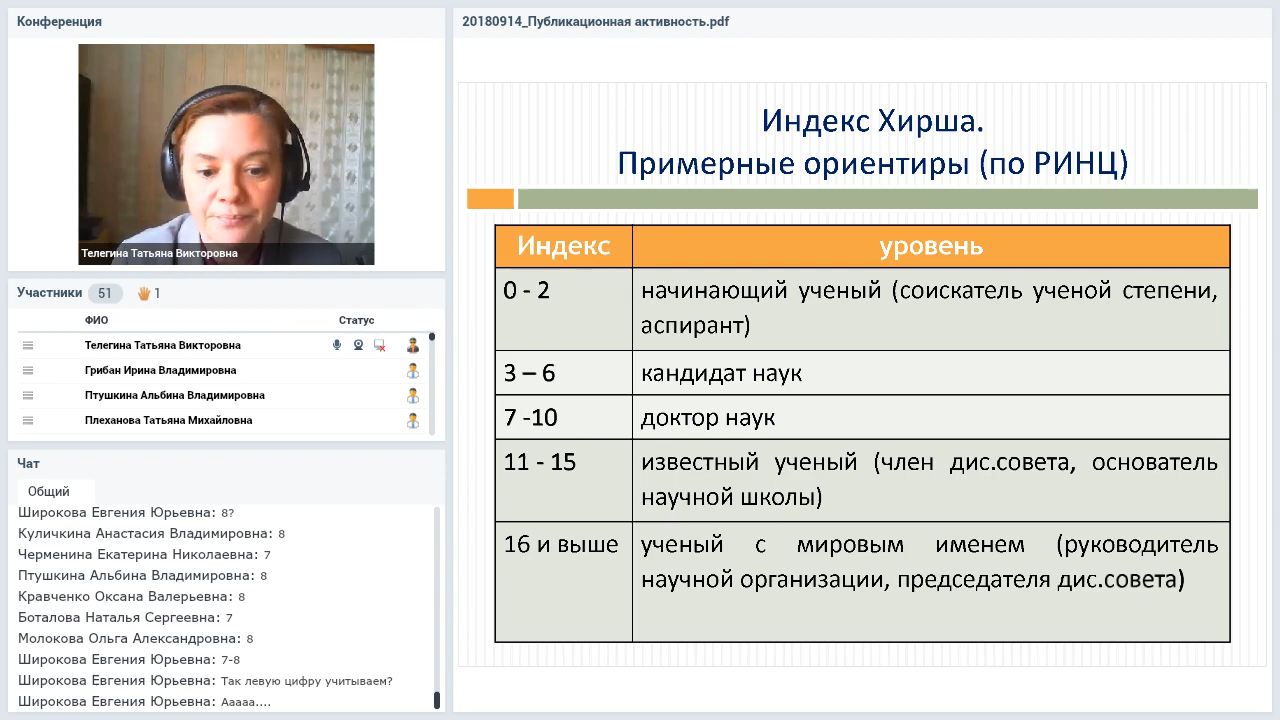 Конференция
Телегина Татьяна Викторовна
Участники 51 1
ФИО Статус
Телегина Татьяна Викторовна
Грибан Ирина Владимировна
Птушкина Альбина Владимировна
Плеханова Татьяна Михайловна
Чат
Общий
Широкова Евгения Юрьевна: 8?
Куличкина Анастасия Владимировна: 8
Черменина Екатерина Николаевна: 7
Птушкина Альбина Владимировна: 8
Кравченко Оксана Валерьевна: 8
Боталова Наталья Сергеевна: 7
Молокова Ольга Александровна: 8
Широкова Евгения Юрьевна: 7-8
Широкова Евгения Юрьевна: Так левую цифру учитываем?
Широкова Евгения Юрьевна: Ааааа....
20180914_Публикационная активность.pdf
Индекс Хирша.
Примерные ориентиры (по РИНЦ)
Индекс уровень
0 - 2 начинающий ученый (соискатель ученой степени,
аспирант)
3 – 6 кандидат наук
7 -10 доктор наук
11 - 15 известный ученый (член дис.совета, основатель
научной школы)
16 и выше ученый с мировым именем (руководитель
научной организации, председателя дис.совета)